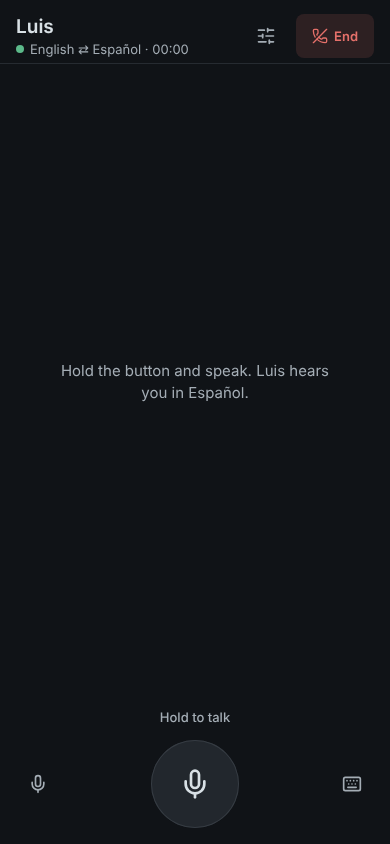 Luis
English ⇄ Español · 00:00
End
Hold the button and speak. Luis hears
you in Español.
Hold to talk